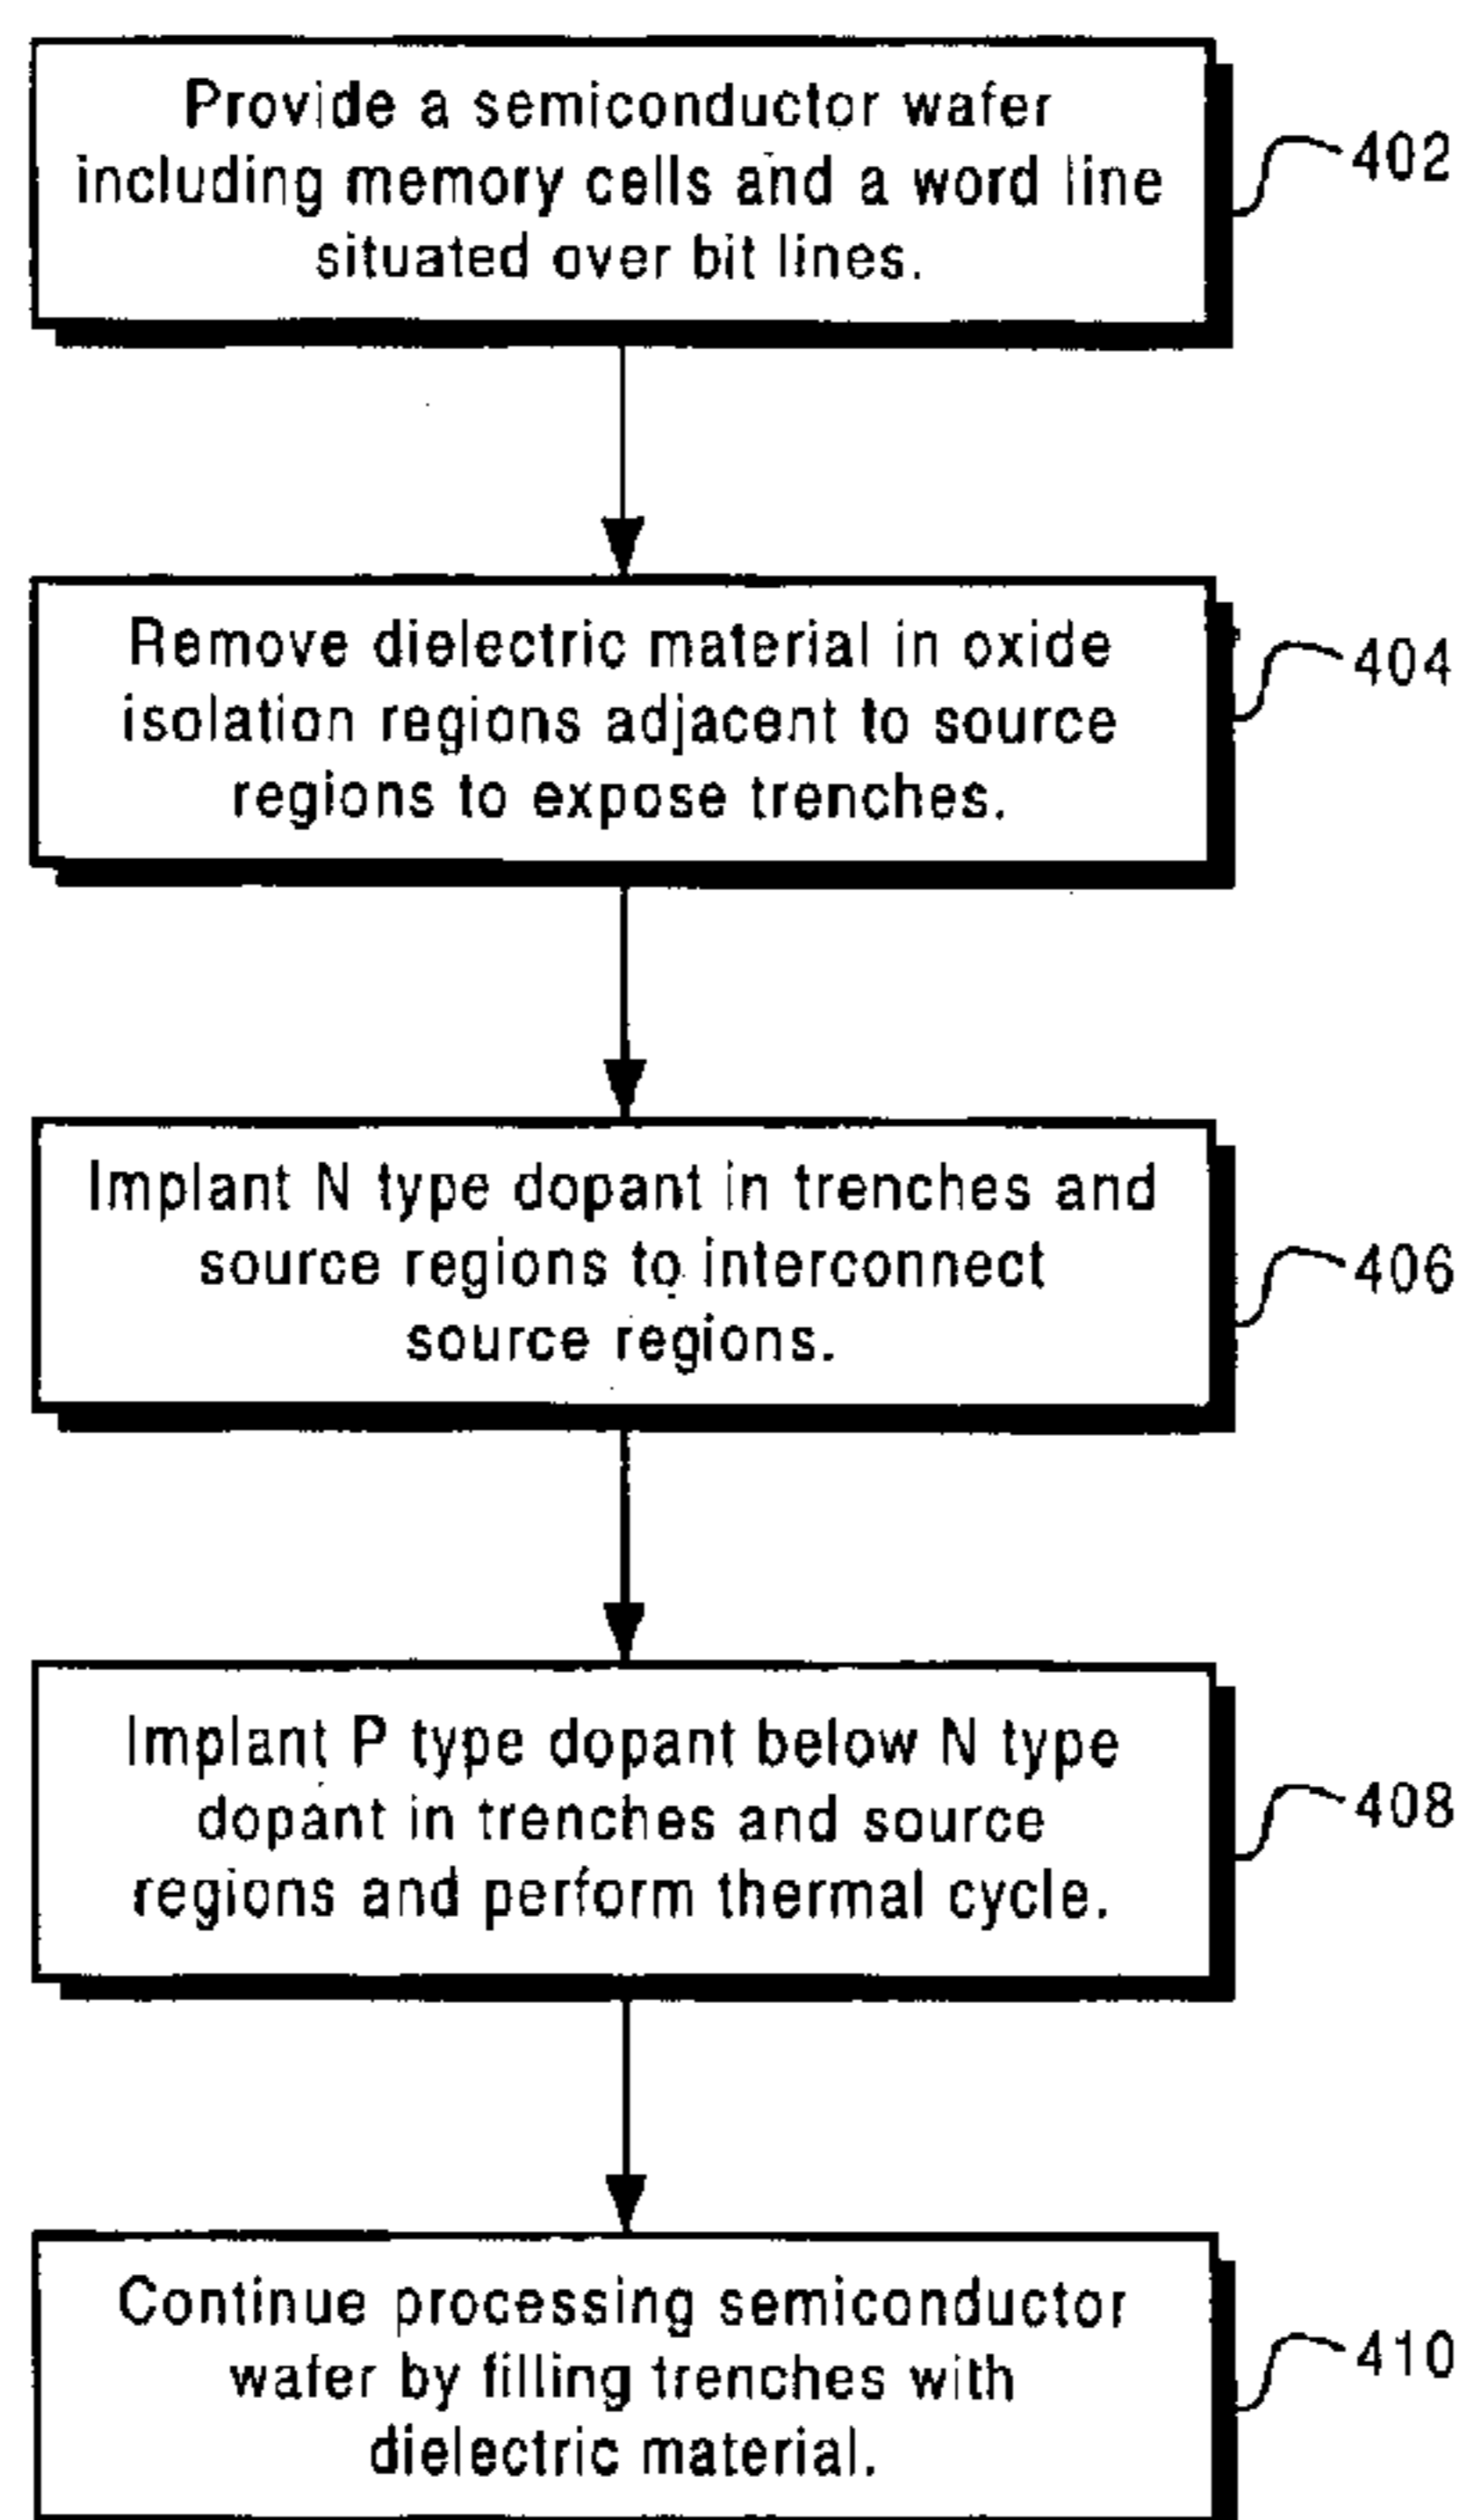 Provide a semiconductor wafer
including memory cells and a word line
situated over bit lines.
402
Remove dielectric material in oxide
isolation regions adjacent to source
regions to expose trenches.
404
Implant N type dopant in trenches and
source regions to interconnect
source regions.
406
Implant P type dopant below N type
dopant in trenches and source
regions and perform thermal cycle.
408
Continue processing semiconductor
wafer by filling trenches with
dielectric material.
410